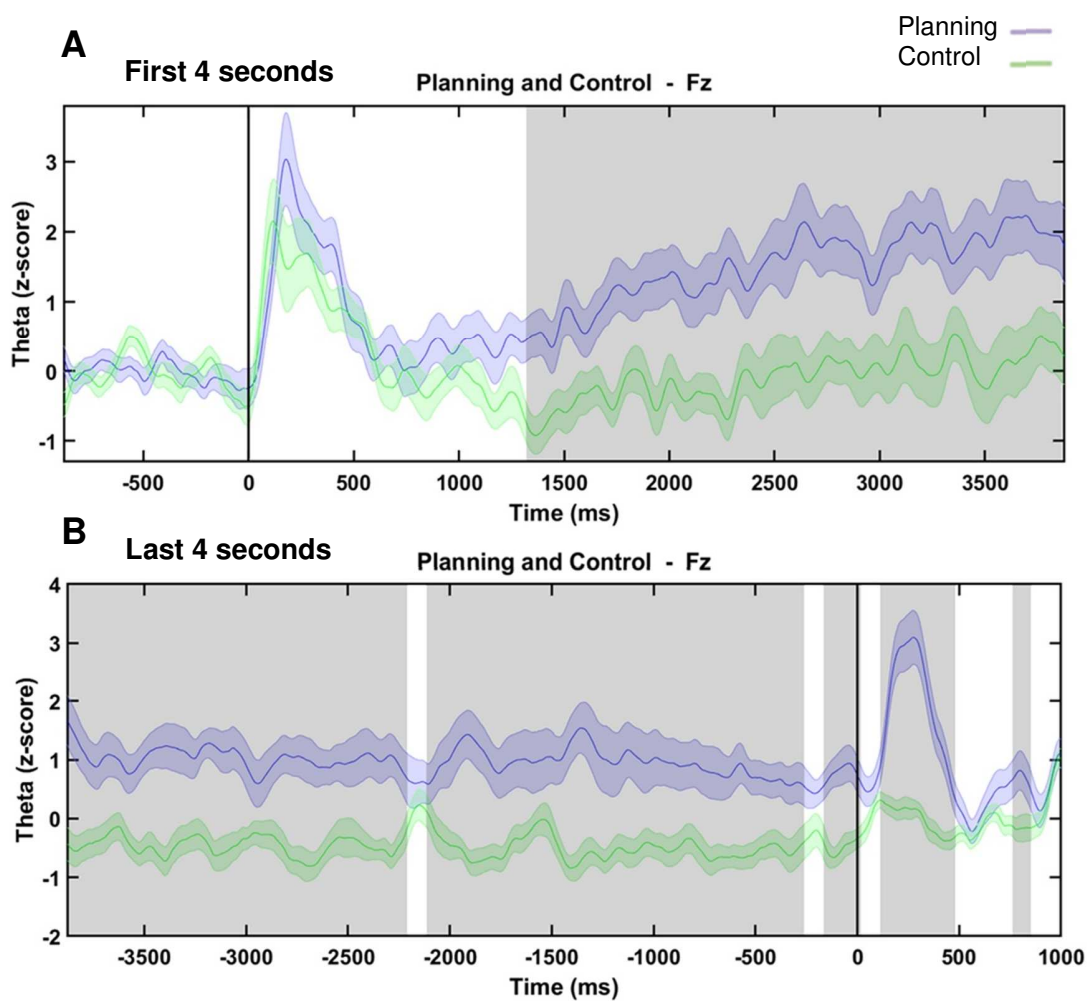 Planning
Control
A
First 4 seconds
Planning and Control - Fz
Theta (z-score)
3
2
1
0
-1
-500 0 500 1000 1500 2000 2500 3000 3500
Time (ms)
B
Last 4 seconds
Planning and Control - Fz
Theta (z-score)
4
3
2
1
0
-1
-2
-3500 -3000 -2500 -2000 -1500 -1000 -500 0 500 1000
Time (ms)